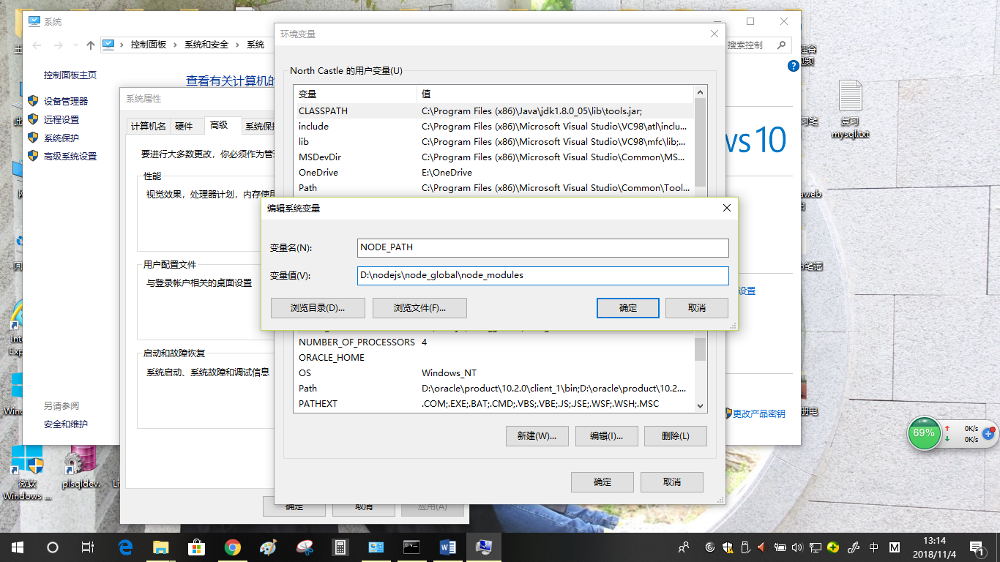 系统
控制面板 系统和安全 系统
搜索控制
控制面板主页
设备管理器
远程设置
系统保护
高级系统设置
另请参阅
安全和维护
查看有关计算机的
设置
更改产品密钥
系统属性
计算机名 硬件 高级 系统保护
要进行大多数更改，你必须作为管理
性能
视觉效果，处理器计划，内存使用
用户配置文件
与登录帐户相关的桌面设置
启动和故障恢复
系统启动、系统故障和调试信息
确定 取消 应用(A)
环境变量
North Castle 的用户变量(U)
变量 值
CLASSPATH C:\Program Files (x86)\Java\jdk1.8.0_05\lib\tools.jar;
include C:\Program Files (x86)\Microsoft Visual Studio\VC98\atl\inclu...
lib C:\Program Files (x86)\Microsoft Visual Studio\VC98\mfc\lib;...
MSDevDir C:\Program Files (x86)\Microsoft Visual Studio\Common\MS...
OneDrive E:\OneDrive
Path C:\Program Files (x86)\Microsoft Visual Studio\Common\Tool...
编辑系统变量
变量名(N): NODE_PATH
变量值(V): D:\nodejs\node_global\node_modules
浏览目录(D)... 浏览文件(F)... 确定 取消
NUMBER_OF_PROCESSORS 4
ORACLE_HOME
OS Windows_NT
Path D:\oracle\product\10.2.0\client_1\bin;D:\oracle\product\10.2....
PATHEXT .COM;.EXE;.BAT;.CMD;.VBS;.VBE;.JS;.JSE;.WSF;.WSH;.MSC
新建(W)... 编辑(I)... 删除(L)
确定 取消
ws 10
复习
mysql.txt
微软
Windows ...
plsqldev.
69%
0K/s
0K/s
中
M
13:14
2018/11/4
1